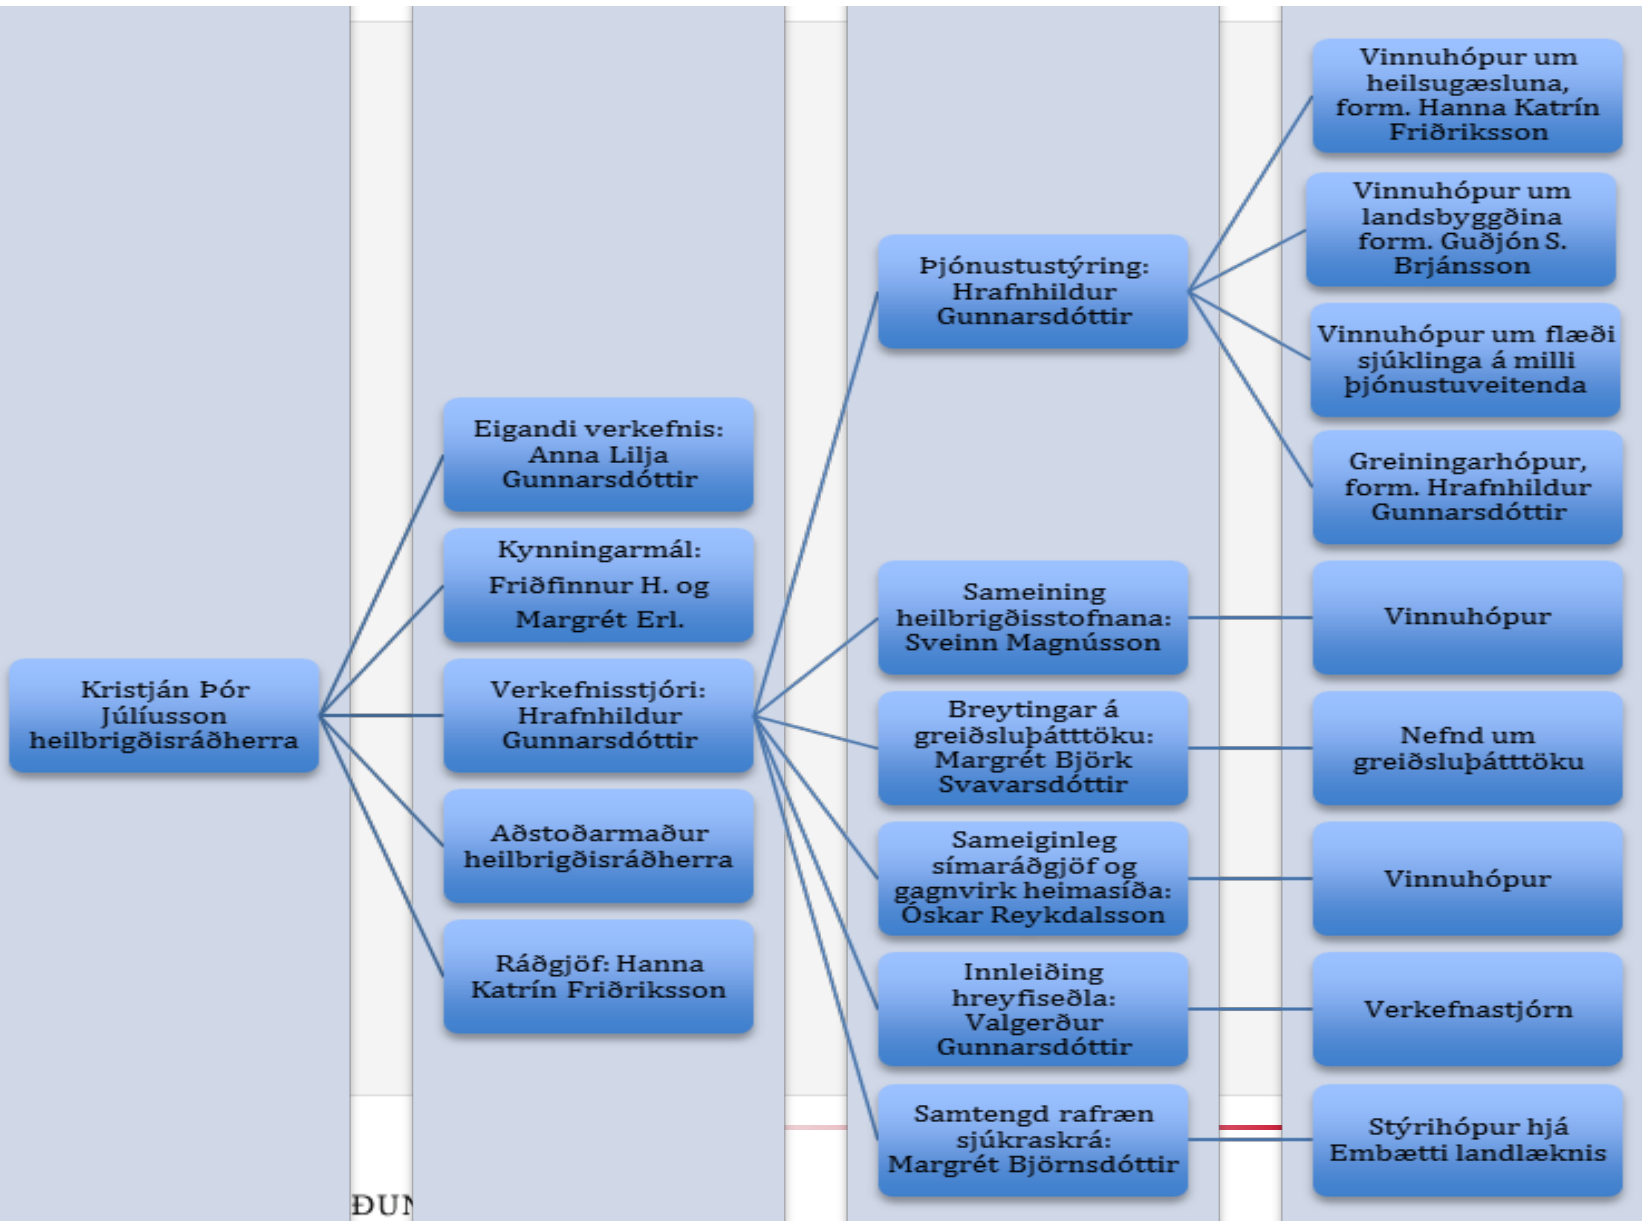 Kristján Þór
Júlíusson
heilbrigðisráðherra
Eigandi verkefnis:
Anna Lilja
Gunnarsdóttir
Kynningarmál:
Friðfinnur H. og
Margrét Erl.
Verkefnisstjóri:
Hrafnhildur
Gunnarsdóttir
Aðstoðarmaður
heilbrigðisráðherra
Ráðgjöf: Hanna
Katrín Friðriksson
Þjónustustýring:
Hrafnhildur
Gunnarsdóttir
Sameining
heilbrigðisstofnana:
Sveinn Magnússon
Breytingar á
greiðsluþátttöku:
Margrét Björk
Svavarsdóttir
Sameiginleg
símaráðgjöf og
gagnvirk heimasíða:
Óskar Reykdalsson
Innleiðing
hreyfiseðla:
Valgerður
Gunnarsdóttir
Samtengd rafræn
sjúkraskrá:
Margrét Björnsdóttir
Vinnuhópur um
heilsugæsluna,
form. Hanna Katrín
Friðriksson
Vinnuhópur um
landsbyggðina
form. Guðjón S.
Brjánsson
Vinnuhópur um flæði
sjúklinga á milli
þjónustuveitenda
Greiningarhópur,
form. Hrafnhildur
Gunnarsdóttir
Vinnuhópur
Nefnd um
greiðsluþátttöku
Vinnuhópur
Verkefnastjórn
Stýrihópur hjá
Embætti landlæknis